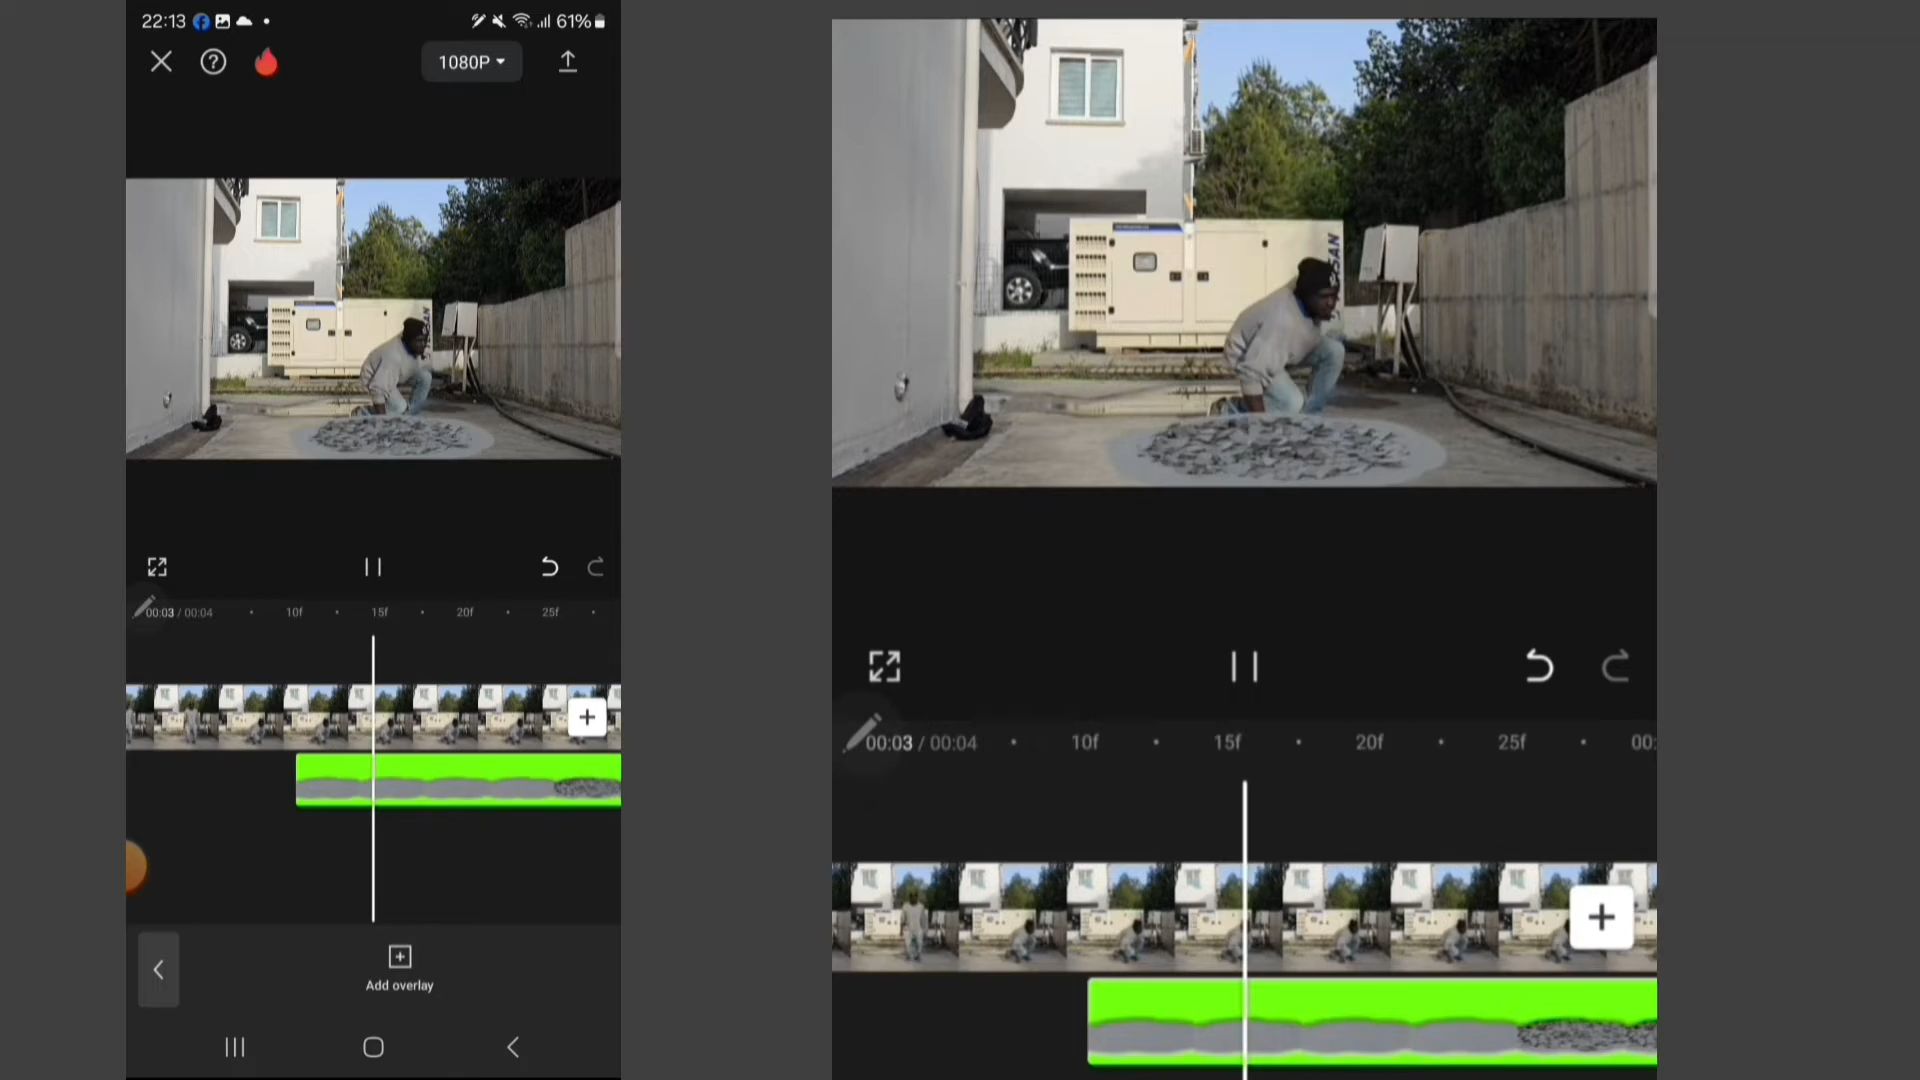 22:13 61%
1080P
00:03 / 00:04 10f 15f 20f 25f
Add overlay
00:03 / 00:04 10f 15f 20f 25f 00: